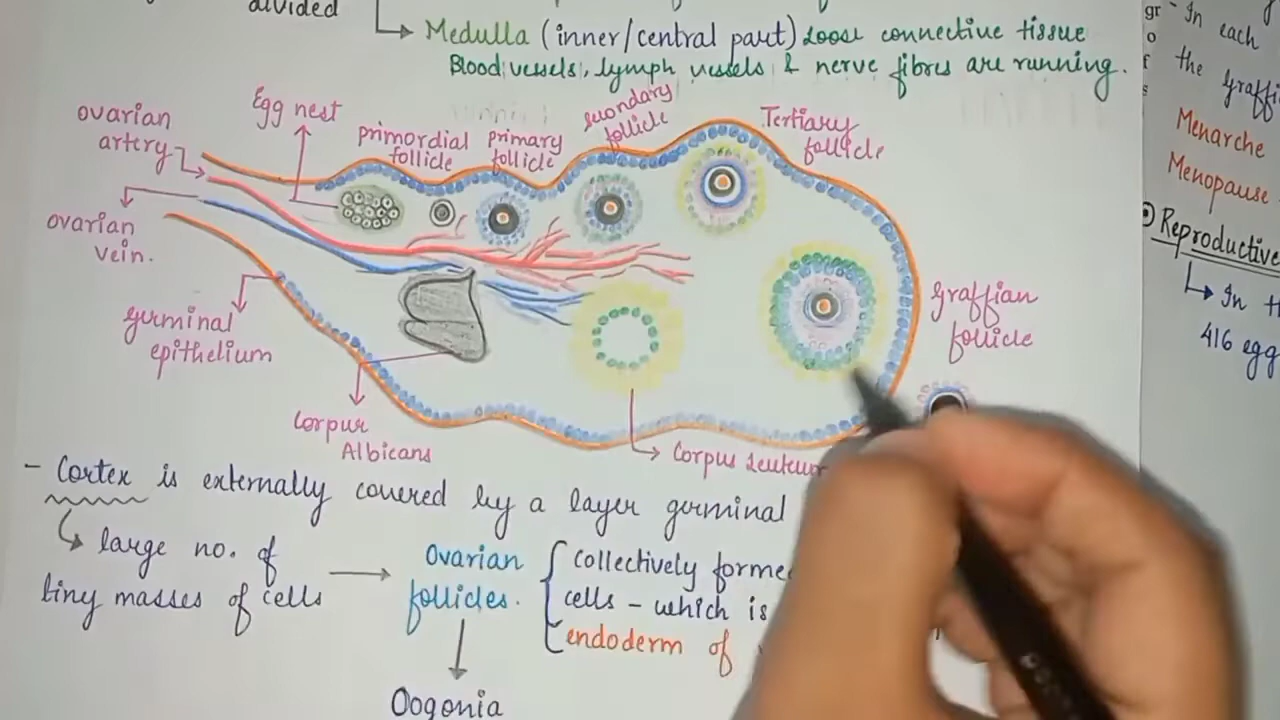 divided
Medulla (inner/central part) Loose connective tissue
Blood vessels, lymph vessels & nerve fibres are running.
ovarian
artery
Egg nest
primordial
follicle
primary
follicle
secondary
follicle
Tertiary
follicle
ovarian
vein.
germinal
epithelium
Graffian
follicle
Corpur
Albicans
Corpus leuteum
- Cortex is externally covered by a layer germinal
large no. of
tiny masses of cells
Ovarian
follicles.
collectively forme
cells - which is
endoderm of
Oogonia
gr
- In each
the Graffi
Menarche
Menopause
Reproductive
In th
416 egg